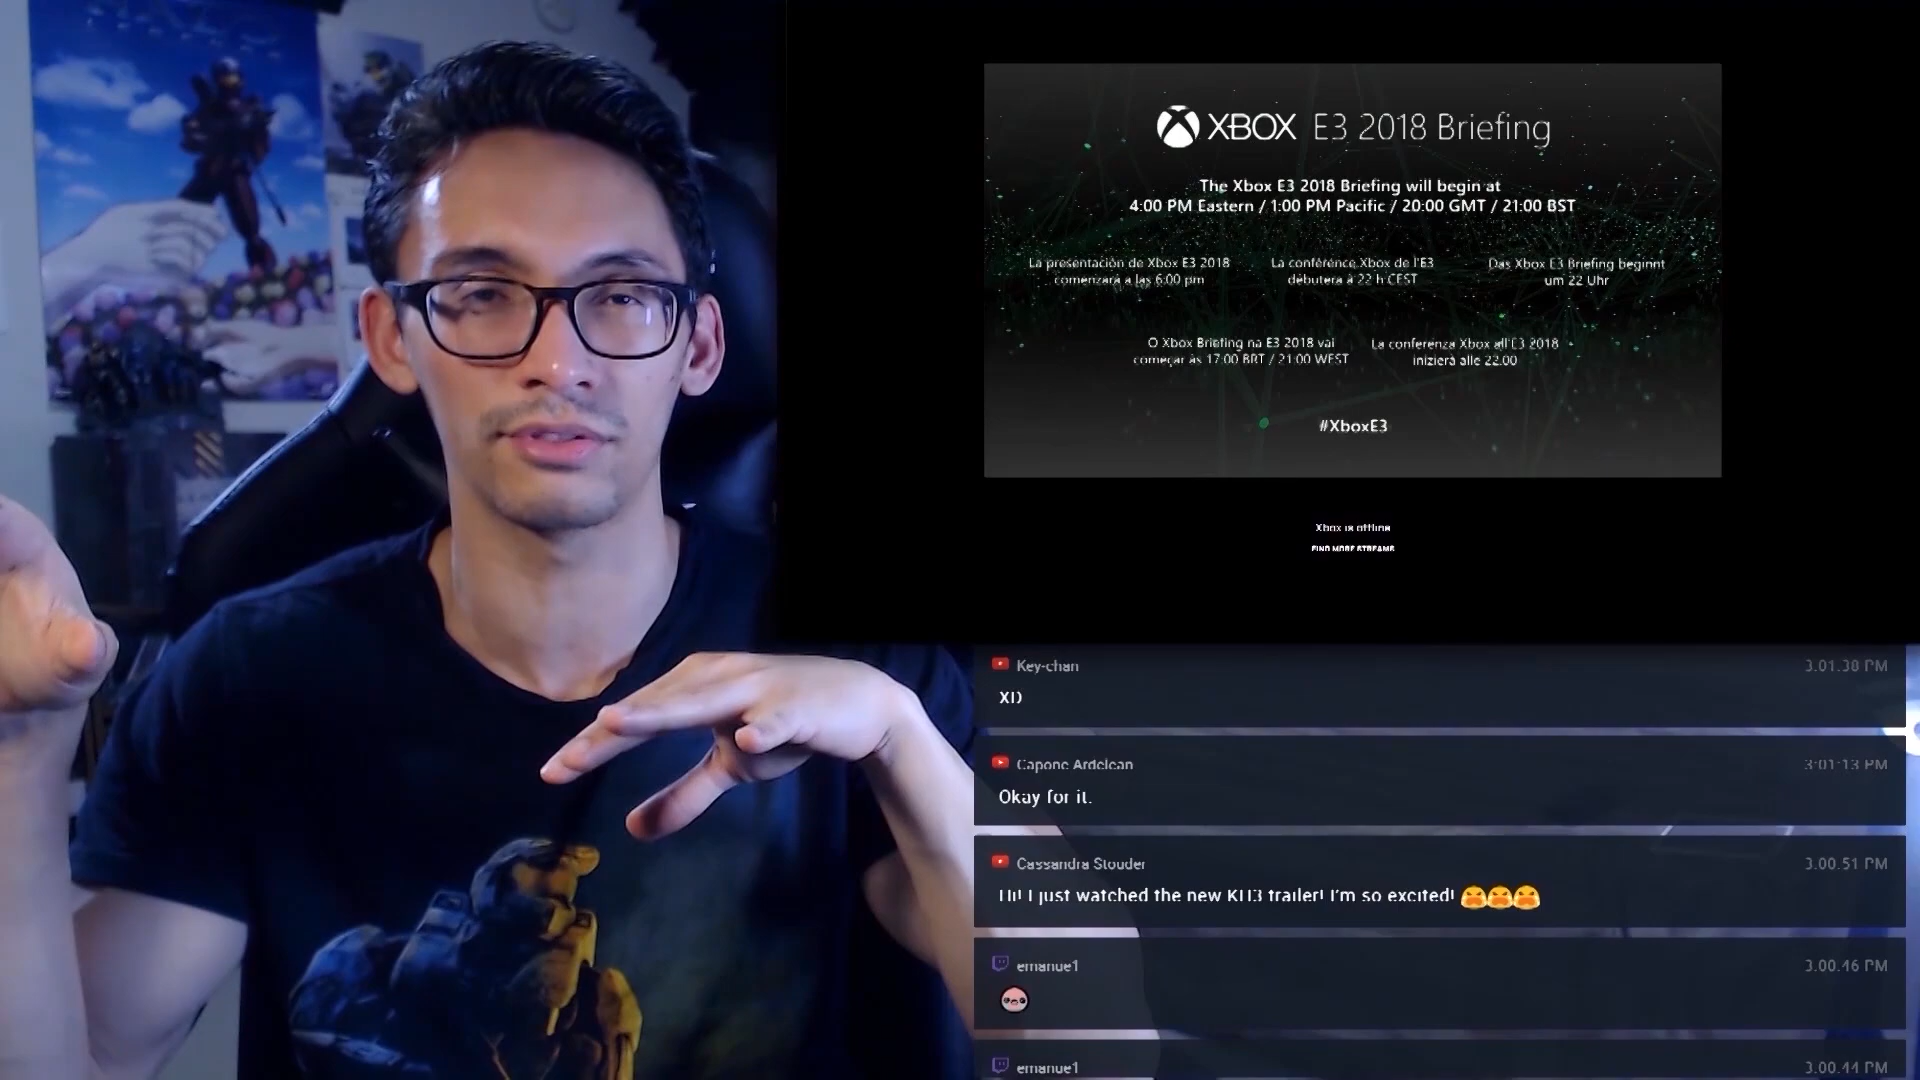 XBOX E3 2018 Briefing
The Xbox E3 2018 Briefing will begin at
4:00 PM Eastern / 1:00 PM Pacific / 20:00 GMT / 21:00 BST
La presentación de Xbox E3 2018
comenzará a las 6:00 pm
La conférence Xbox de l'E3
débutera à 22 h CEST
Das Xbox E3 Briefing beginnt
um 22 Uhr
O Xbox Briefing na E3 2018 vai
começar às 17:00 BRT / 21:00 WEST
La conferenza Xbox all'E3 2018
inizierà alle 22.00
#XboxE3
Xbox is offline
FIND MORE STREAMS
Key-chan 3:01:38 PM
XD
Capone Ardelean 3:01:13 PM
Okay for it.
Cassandra Stouder 3:00:51 PM
Hi! I just watched the new KH3 trailer! I'm so excited!
emanue1 3:00:46 PM
emanue1 3:00:44 PM